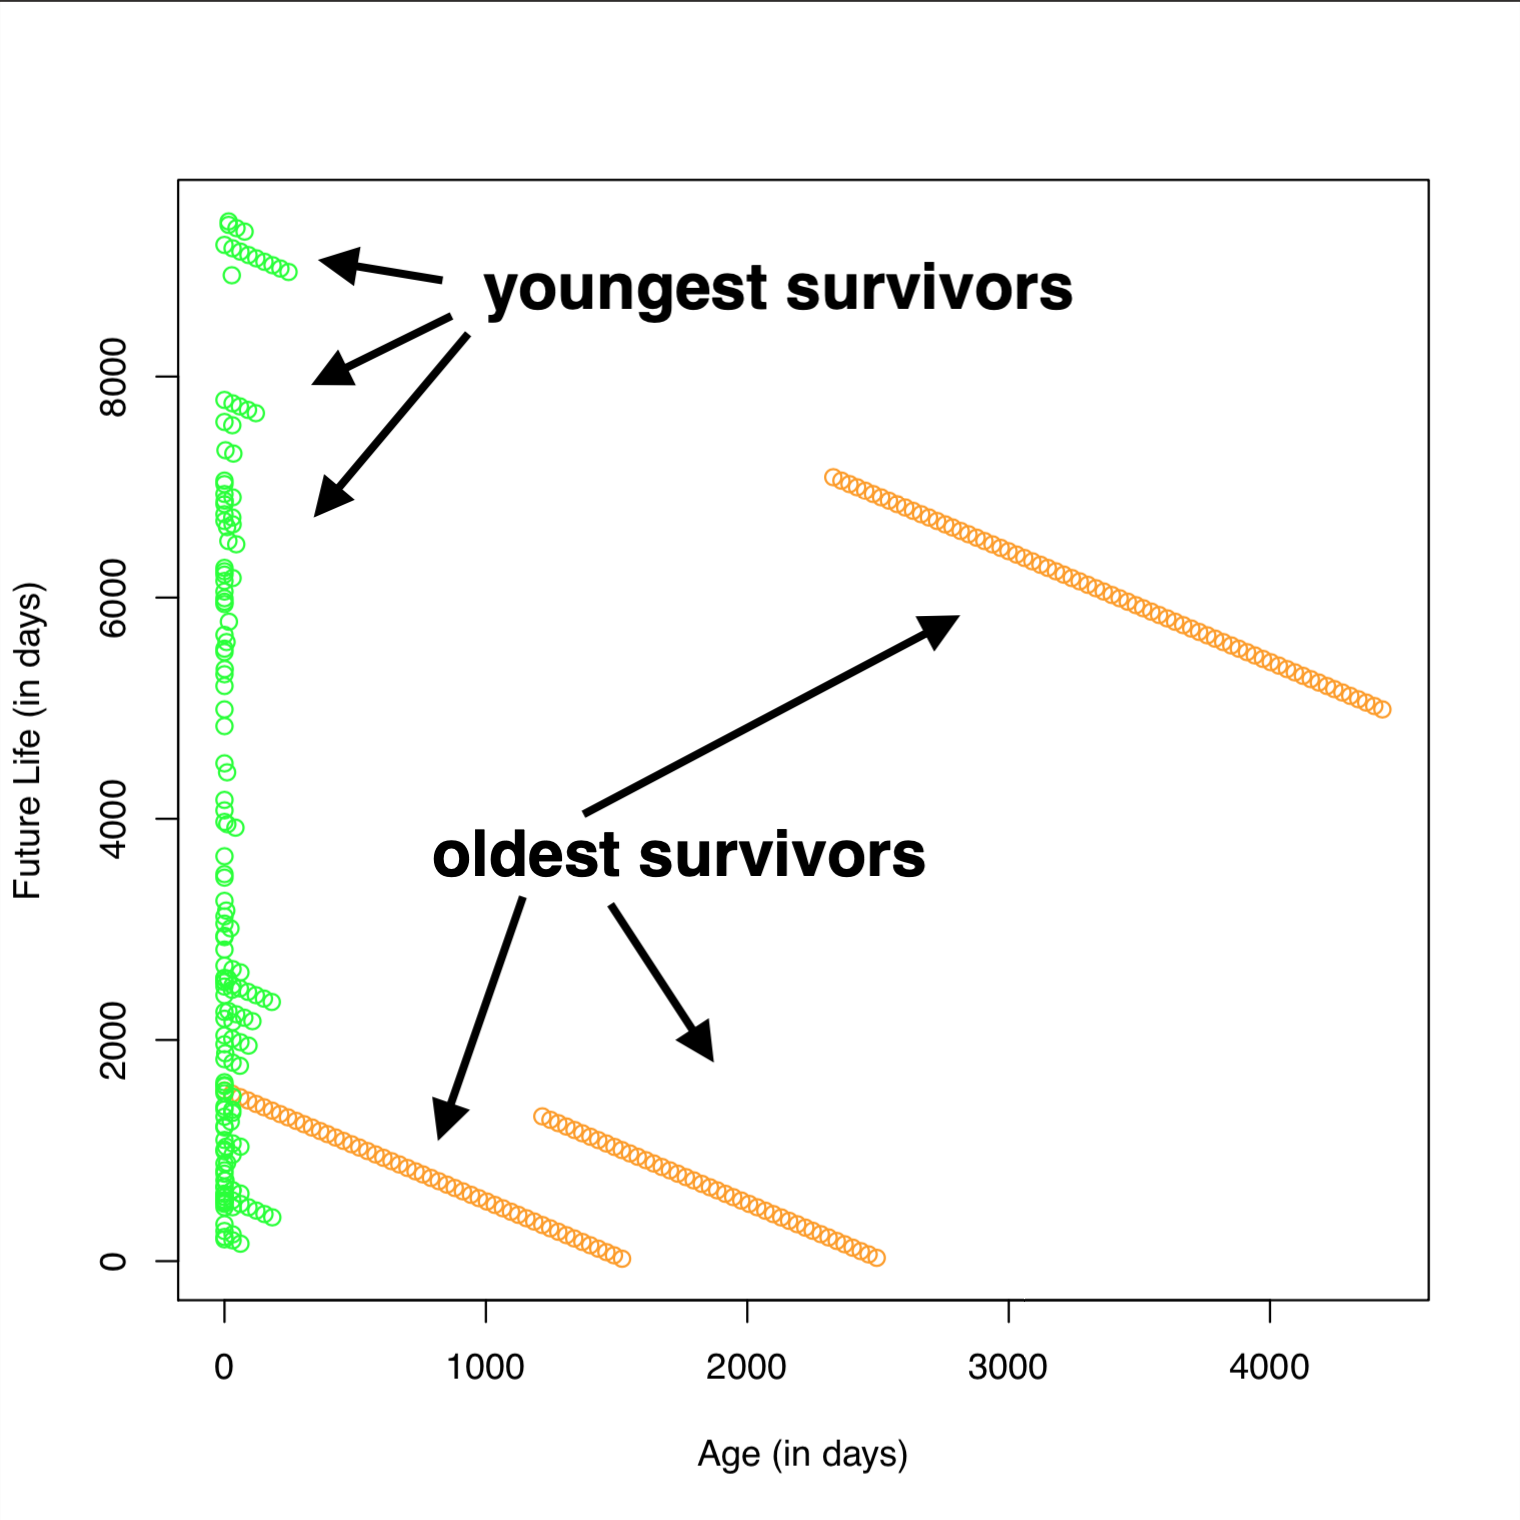 youngest survivors
oldest survivors
Future Life (in days)
8000
6000
4000
2000
0
0 1000 2000 3000 4000
Age (in days)